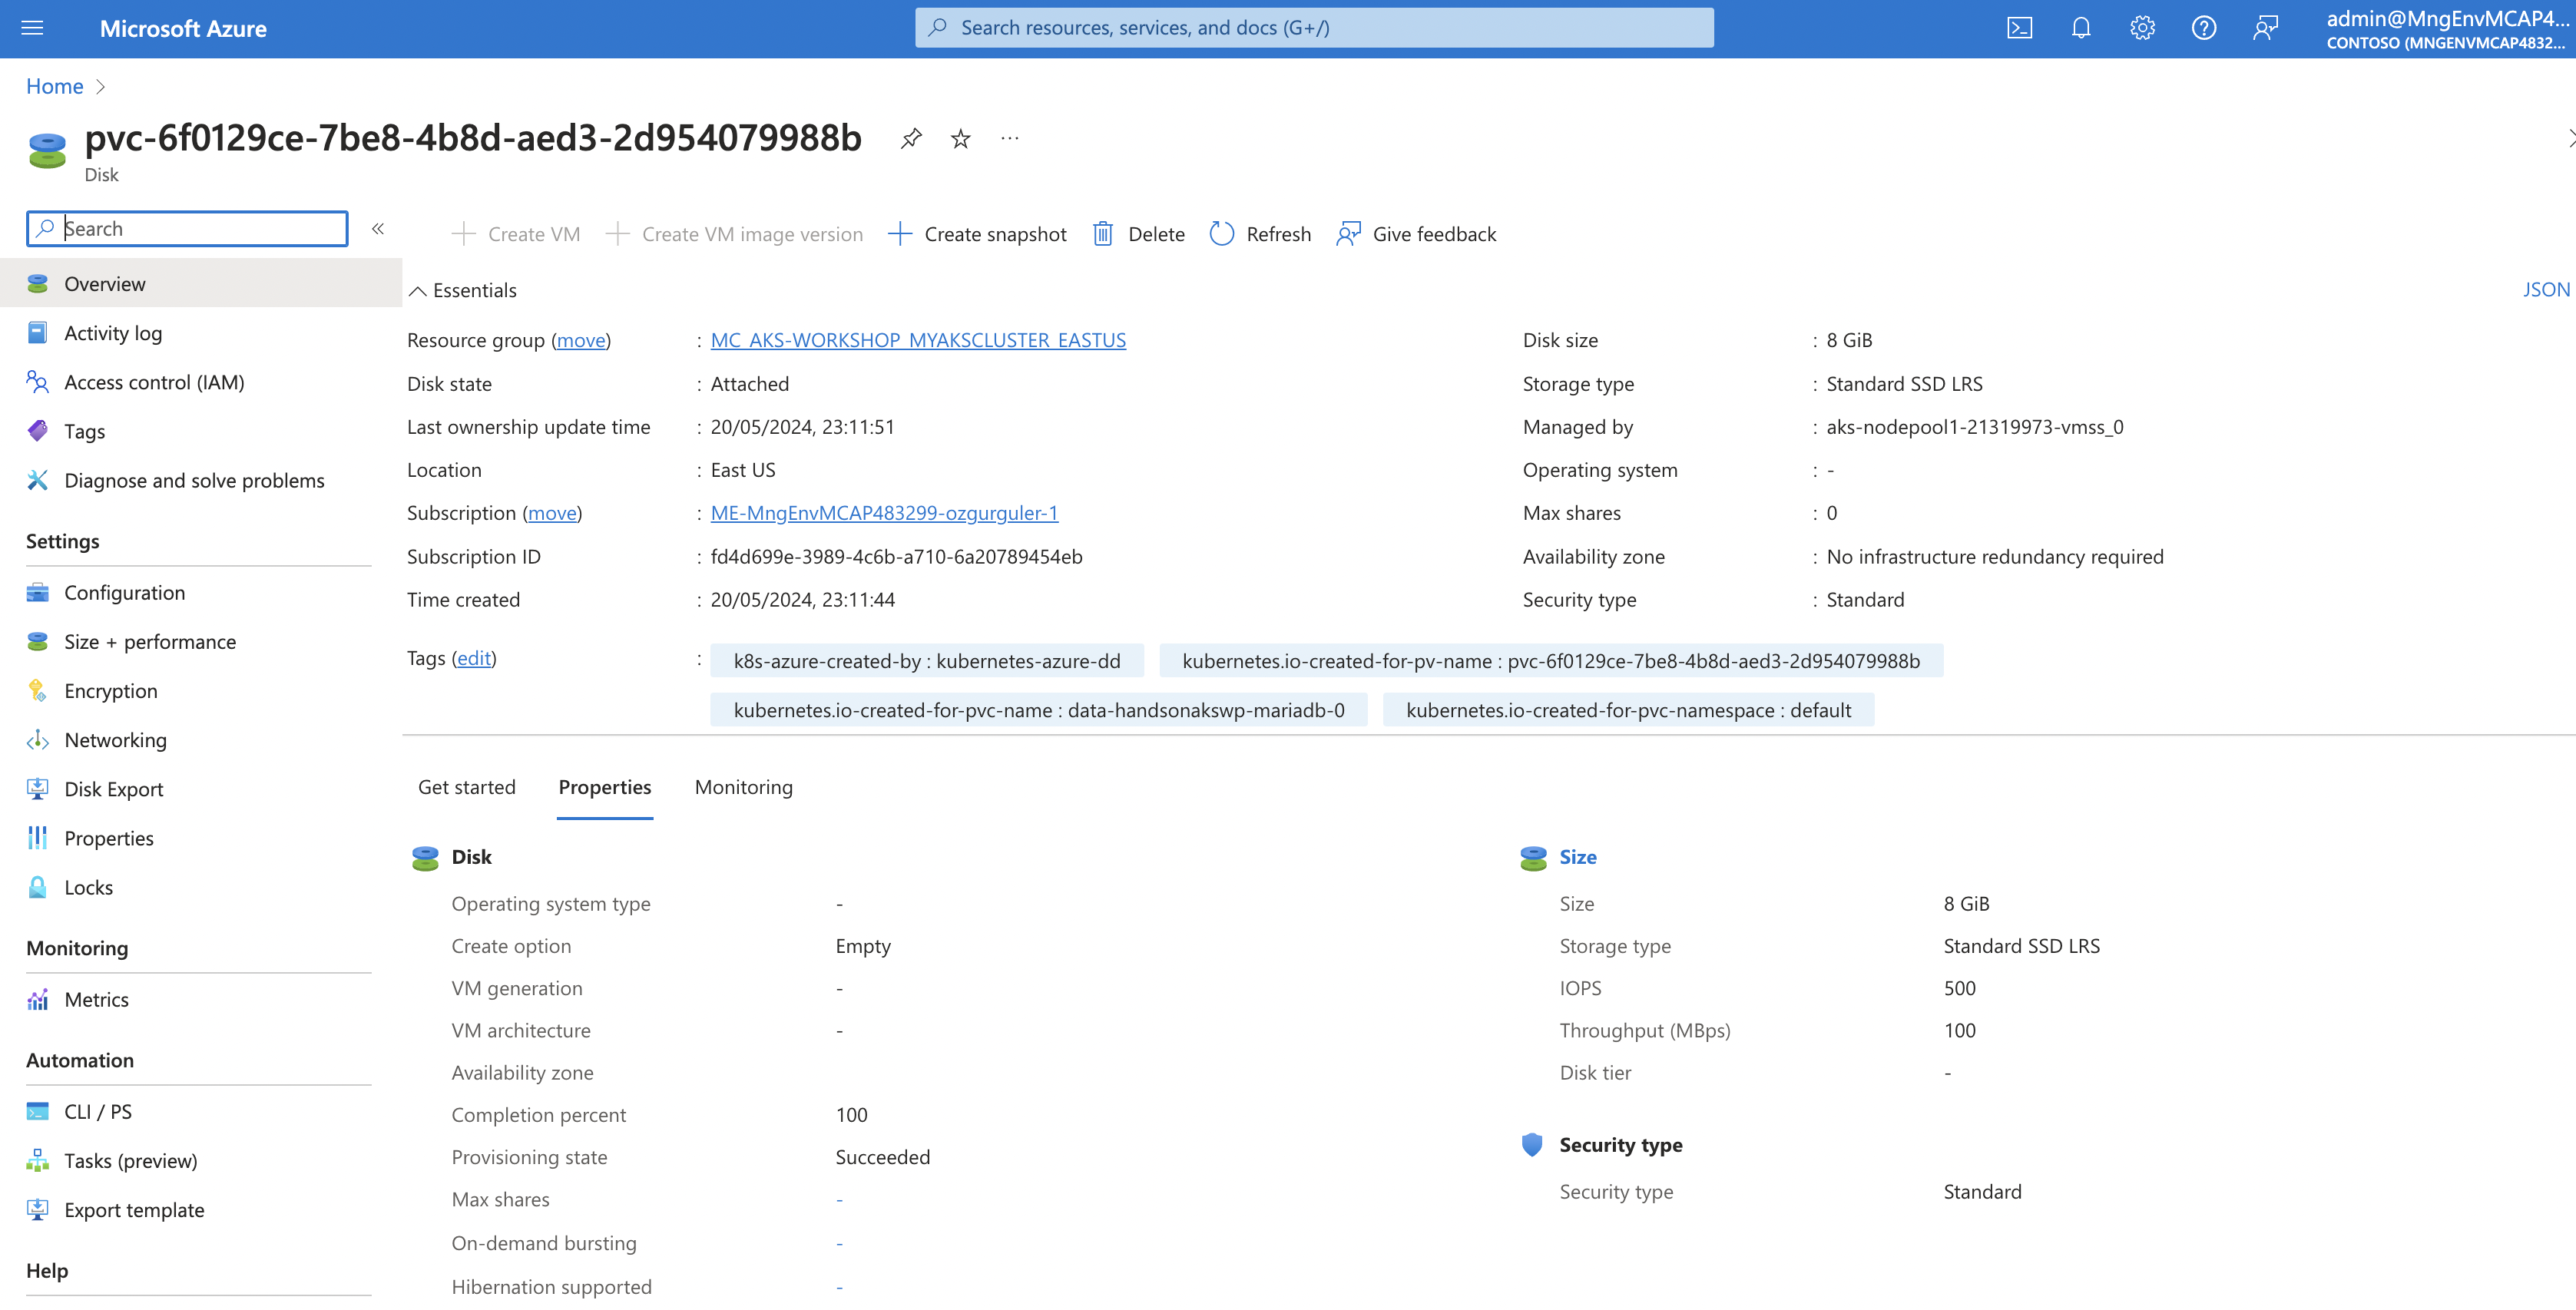 Microsoft Azure
Search resources, services, and docs (G+/)
admin@MngEnvMCAP4...
CONTOSO (MNGENVMCAP4832...
Home
pvc-6f0129ce-7be8-4b8d-aed3-2d954079988b
Disk
Search
Create VM
Create VM image version
Create snapshot
Delete
Refresh
Give feedback
Overview
Activity log
Access control (IAM)
Tags
Diagnose and solve problems
Settings
Configuration
Size + performance
Encryption
Networking
Disk Export
Properties
Locks
Monitoring
Metrics
Automation
CLI / PS
Tasks (preview)
Export template
Help
Essentials
JSON
Resource group (move) : MC_AKS-WORKSHOP_MYAKSCLUSTER_EASTUS
Disk state : Attached
Last ownership update time : 20/05/2024, 23:11:51
Location : East US
Subscription (move) : ME-MngEnvMCAP483299-ozgurguler-1
Subscription ID : fd4d699e-3989-4c6b-a710-6a20789454eb
Time created : 20/05/2024, 23:11:44
Disk size : 8 GiB
Storage type : Standard SSD LRS
Managed by : aks-nodepool1-21319973-vmss_0
Operating system : -
Max shares : 0
Availability zone : No infrastructure redundancy required
Security type : Standard
Tags (edit) : k8s-azure-created-by : kubernetes-azure-dd kubernetes.io-created-for-pv-name : pvc-6f0129ce-7be8-4b8d-aed3-2d954079988b
kubernetes.io-created-for-pvc-name : data-handsonakswp-mariadb-0 kubernetes.io-created-for-pvc-namespace : default
Get started
Properties
Monitoring
Disk
Operating system type -
Create option Empty
VM generation -
VM architecture -
Availability zone
Completion percent 100
Provisioning state Succeeded
Max shares -
On-demand bursting -
Hibernation supported -
Size
Size 8 GiB
Storage type Standard SSD LRS
IOPS 500
Throughput (MBps) 100
Disk tier -
Security type
Security type Standard